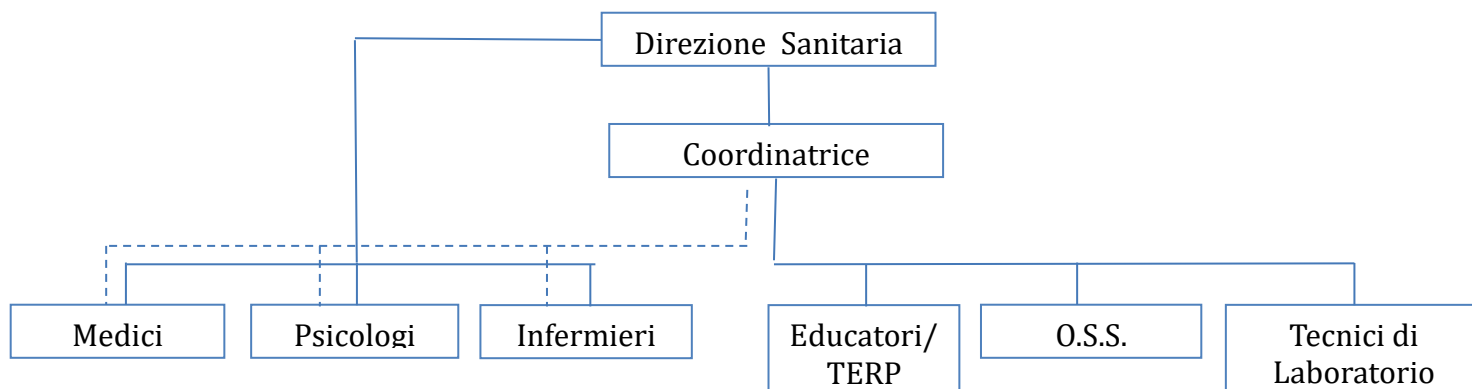 Direzione Sanitaria
Coordinatrice
Medici
Psicologi
Infermieri
Educatori/
TERP
O.S.S.
Tecnici di
Laboratorio